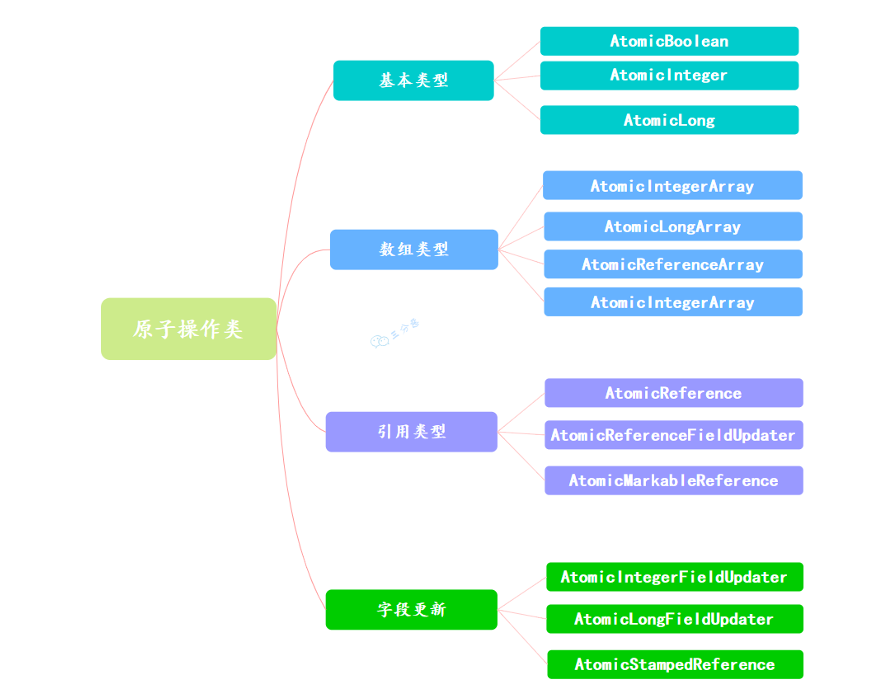 原子操作类
基本类型
AtomicBoolean
AtomicInteger
AtomicLong
数组类型
AtomicIntegerArray
AtomicLongArray
AtomicReferenceArray
AtomicIntegerArray
引用类型
AtomicReference
AtomicReferenceFieldUpdater
AtomicMarkableReference
字段更新
AtomicIntegerFieldUpdater
AtomicLongFieldUpdater
AtomicStampedReference
三分恶